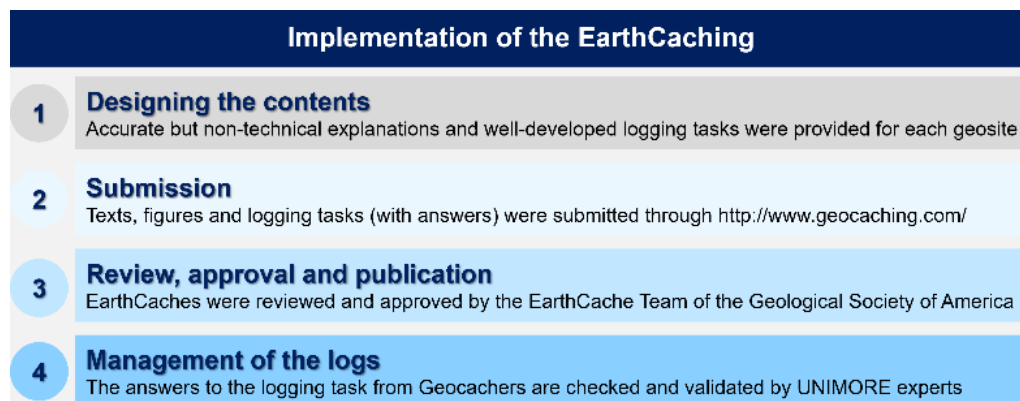 Implementation of the EarthCaching
1
Designing the contents
Accurate but non-technical explanations and well-developed logging tasks were provided for each geosite
2
Submission
Texts, figures and logging tasks (with answers) were submitted through http://www.geocaching.com/
3
Review, approval and publication
EarthCaches were reviewed and approved by the EarthCache Team of the Geological Society of America
4
Management of the logs
The answers to the logging task from Geocachers are checked and validated by UNIMORE experts